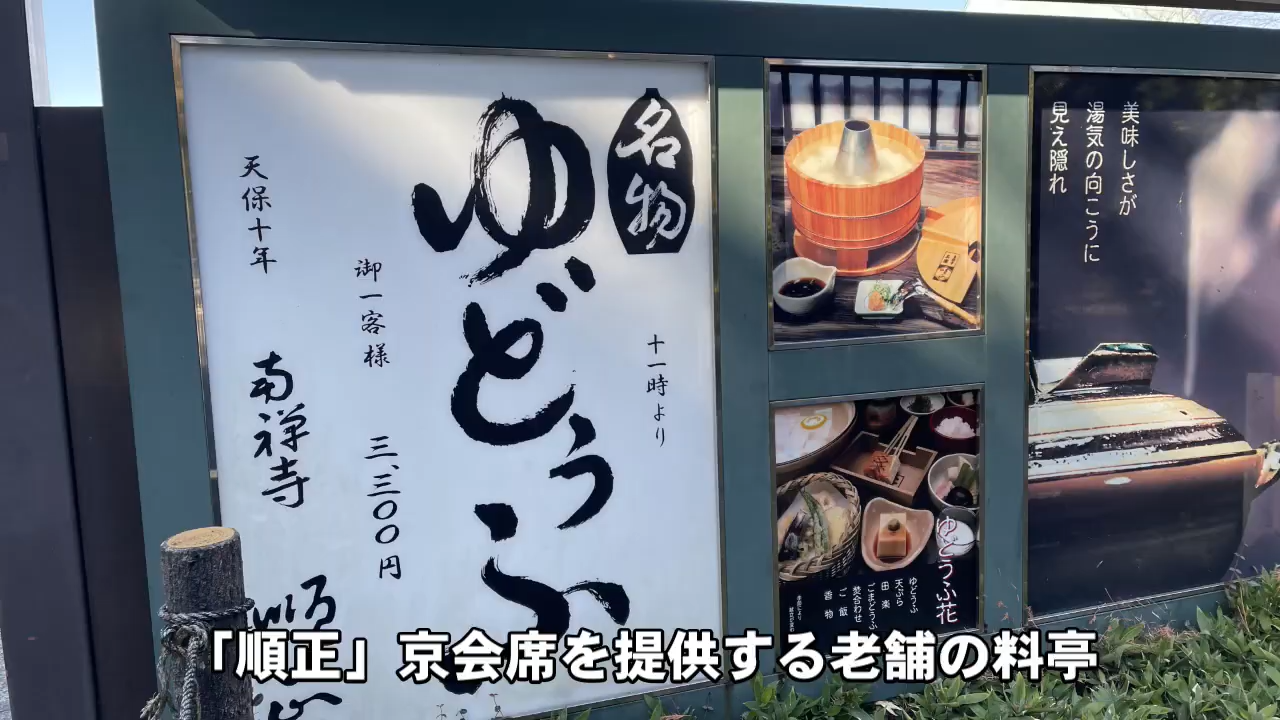 名物
十一時より
ゆどうふ
御一客様 三、三〇〇円
天保十年 南禅寺 順正
美味しさが
湯気の向こうに
見え隠れ
ゆどうふ花
ゆどうふ
天ぷら
田楽
ごまどうふ
焚合わせ
ご飯
香物
「順正」京会席を提供する老舗の料亭